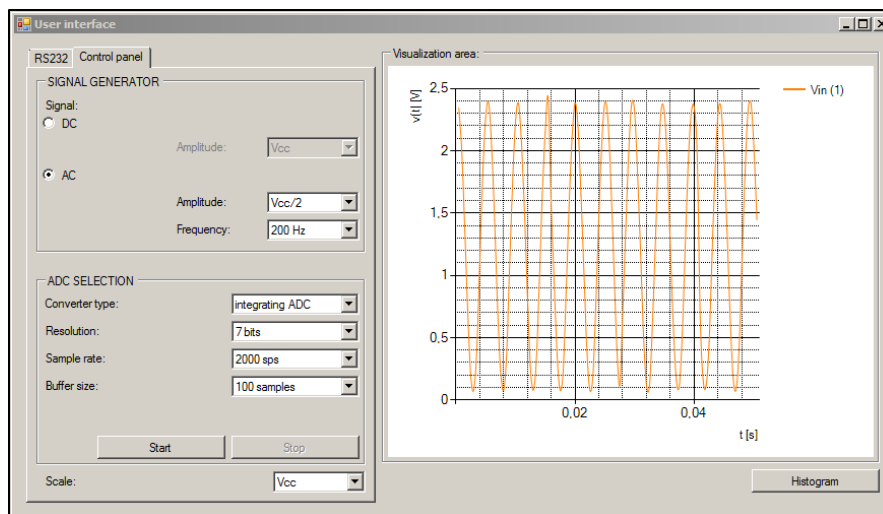 User interface
RS232 Control panel
SIGNAL GENERATOR
Signal:
DC
Amplitude: Vcc
AC
Amplitude: Vcc/2
Frequency: 200 Hz
ADC SELECTION
Converter type: integrating ADC
Resolution: 7 bits
Sample rate: 2000 sps
Buffer size: 100 samples
Start Stop
Scale: Vcc
Visualization area:
v(t) [V]
2,5
2
1,5
1
0,5
0
0,02 0,04
t [s]
Vin (1)
Histogram